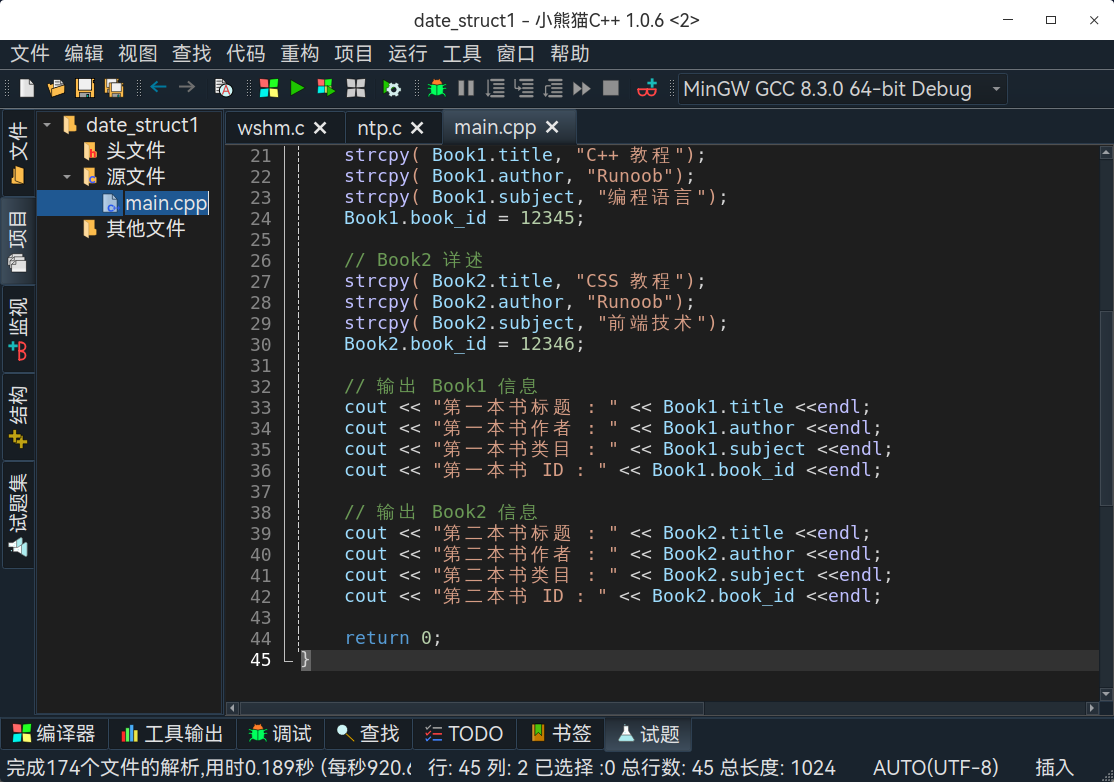 date_struct1 - 小熊猫C++ 1.0.6 <2>
文件 编辑 视图 查找 代码 重构 项目 运行 工具 窗口 帮助
MinGW GCC 8.3.0 64-bit Debug
文件
项目
监视
结构
试题集
date_struct1
头文件
源文件
main.cpp
其他文件
wshm.c ntp.c main.cpp
21 strcpy( Book1.title, "C++ 教程");
22 strcpy( Book1.author, "Runoob");
23 strcpy( Book1.subject, "编程语言");
24 Book1.book_id = 12345;
25
26 // Book2 详述
27 strcpy( Book2.title, "CSS 教程");
28 strcpy( Book2.author, "Runoob");
29 strcpy( Book2.subject, "前端技术");
30 Book2.book_id = 12346;
31
32 // 输出 Book1 信息
33 cout << "第一本书标题 : " << Book1.title <<endl;
34 cout << "第一本书作者 : " << Book1.author <<endl;
35 cout << "第一本书类目 : " << Book1.subject <<endl;
36 cout << "第一本书 ID : " << Book1.book_id <<endl;
37
38 // 输出 Book2 信息
39 cout << "第二本书标题 : " << Book2.title <<endl;
40 cout << "第二本书作者 : " << Book2.author <<endl;
41 cout << "第二本书类目 : " << Book2.subject <<endl;
42 cout << "第二本书 ID : " << Book2.book_id <<endl;
43
44 return 0;
45 }
编译器 工具输出 调试 查找 TODO 书签 试题
完成174个文件的解析,用时0.189秒 (每秒920.6 行: 45 列: 2 已选择 :0 总行数: 45 总长度: 1024 AUTO(UTF-8) 插入